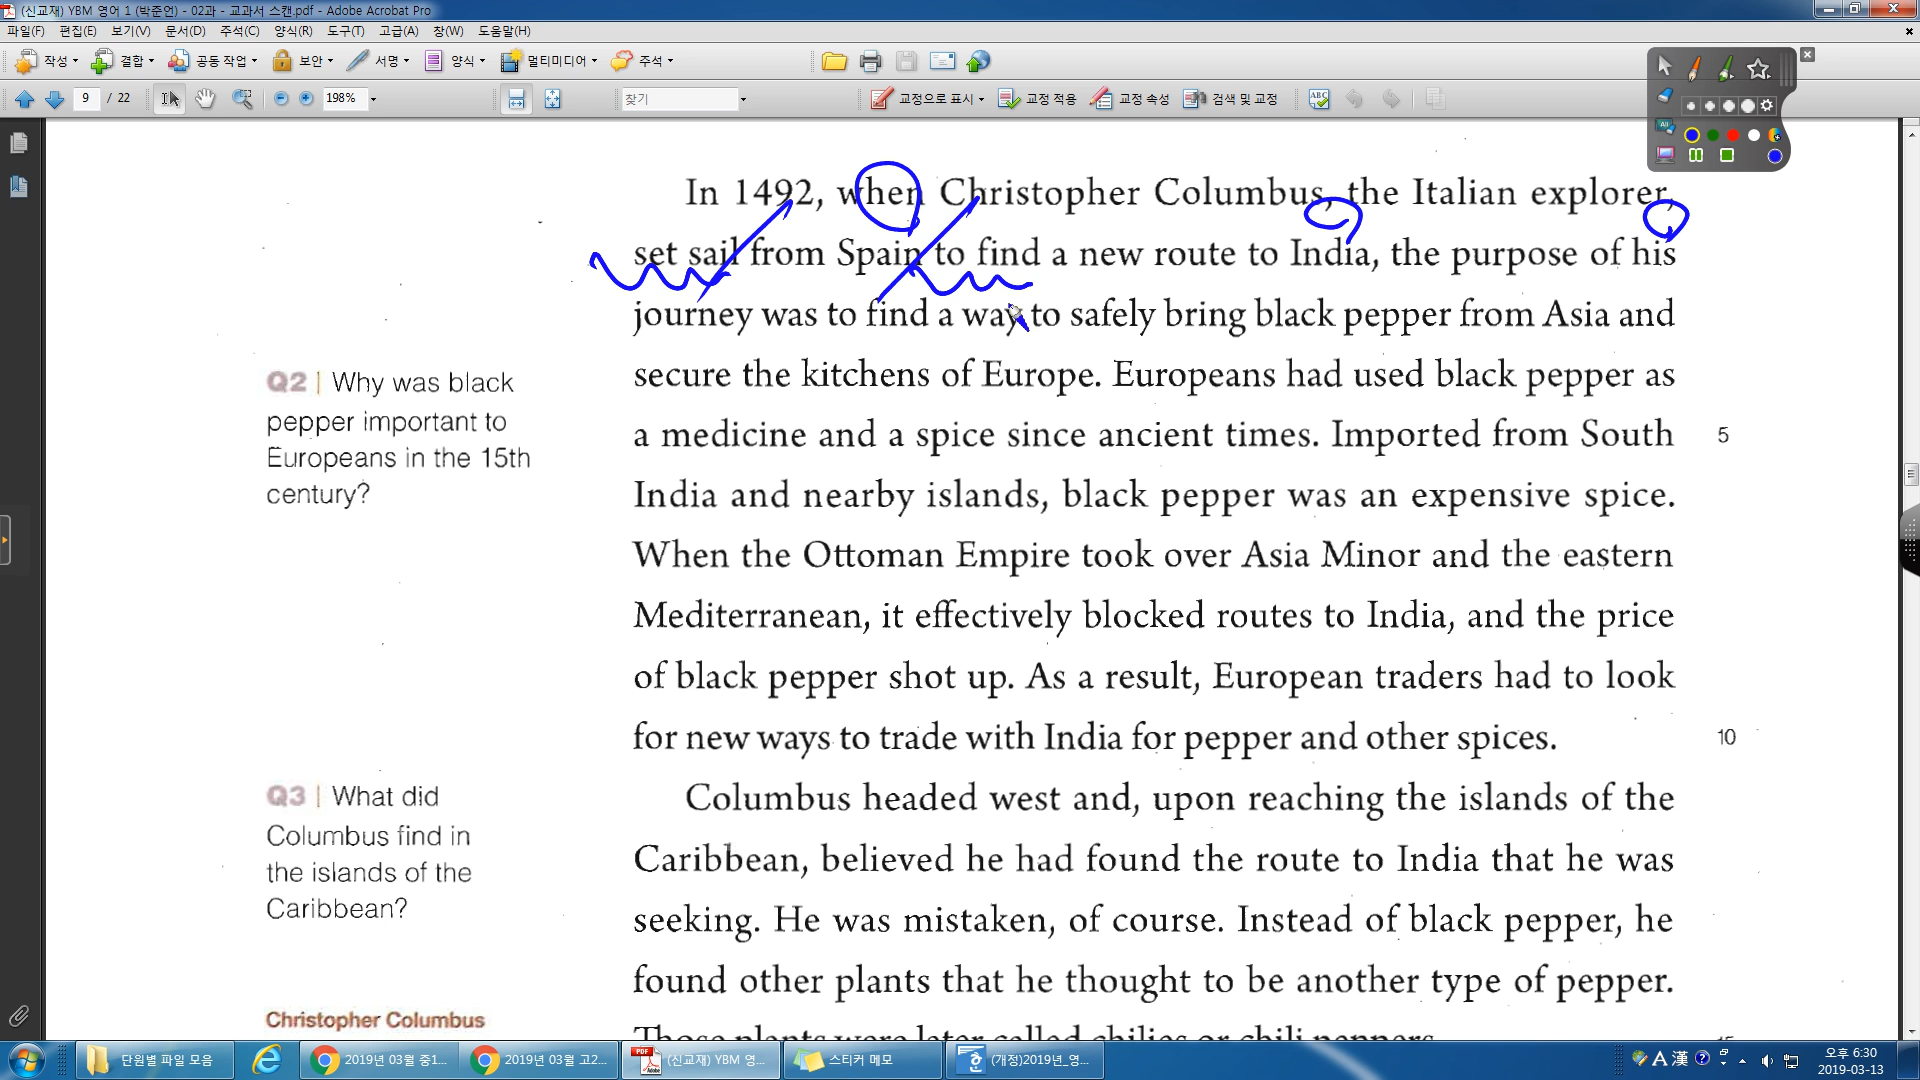 (신교재) YBM 영어 1 (박준언) - 02과 - 교과서 스캔.pdf - Adobe Acrobat Pro
파일(F) 편집(E) 보기(V) 문서(D) 주석(C) 양식(R) 도구(T) 고급(A) 창(W) 도움말(H)
작성 결합 공동 작업 보안 서명 양식 멀티미디어 주석
9 / 22 198% 찾기 교정으로 표시 교정 적용 교정 속성 검색 및 교정
In 1492, when Christopher Columbus, the Italian explorer,
set sail from Spain to find a new route to India, the purpose of his
journey was to find a way to safely bring black pepper from Asia and
secure the kitchens of Europe. Europeans had used black pepper as
a medicine and a spice since ancient times. Imported from South 5
India and nearby islands, black pepper was an expensive spice.
When the Ottoman Empire took over Asia Minor and the eastern
Mediterranean, it effectively blocked routes to India, and the price
of black pepper shot up. As a result, European traders had to look
for new ways to trade with India for pepper and other spices. 10
Columbus headed west and, upon reaching the islands of the
Caribbean, believed he had found the route to India that he was
seeking. He was mistaken, of course. Instead of black pepper, he
found other plants that he thought to be another type of pepper.
Those plants were later called chilies or chili peppers.
Q2 | Why was black
pepper important to
Europeans in the 15th
century?
Q3 | What did
Columbus find in
the islands of the
Caribbean?
Christopher Columbus
단원별 파일 모음
2019년 03월 중1...
2019년 03월 고2...
(신교재) YBM 영...
스티커 메모
(개정)2019년_영...
A 漢
오후 6:30
2019-03-13